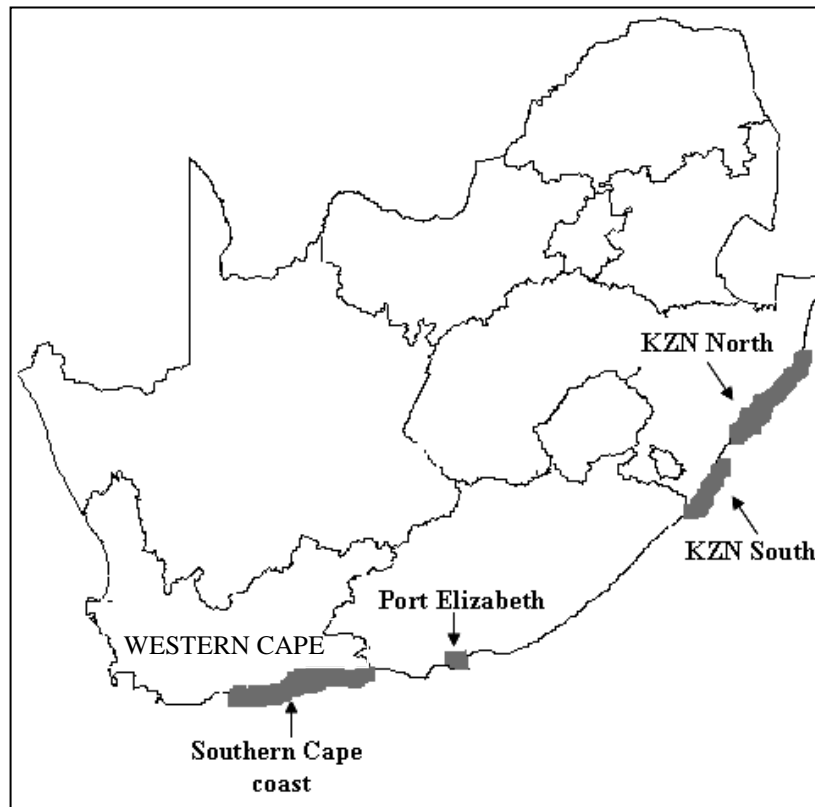 KZN North
KZN South
Port Elizabeth
WESTERN CAPE
Southern Cape
coast